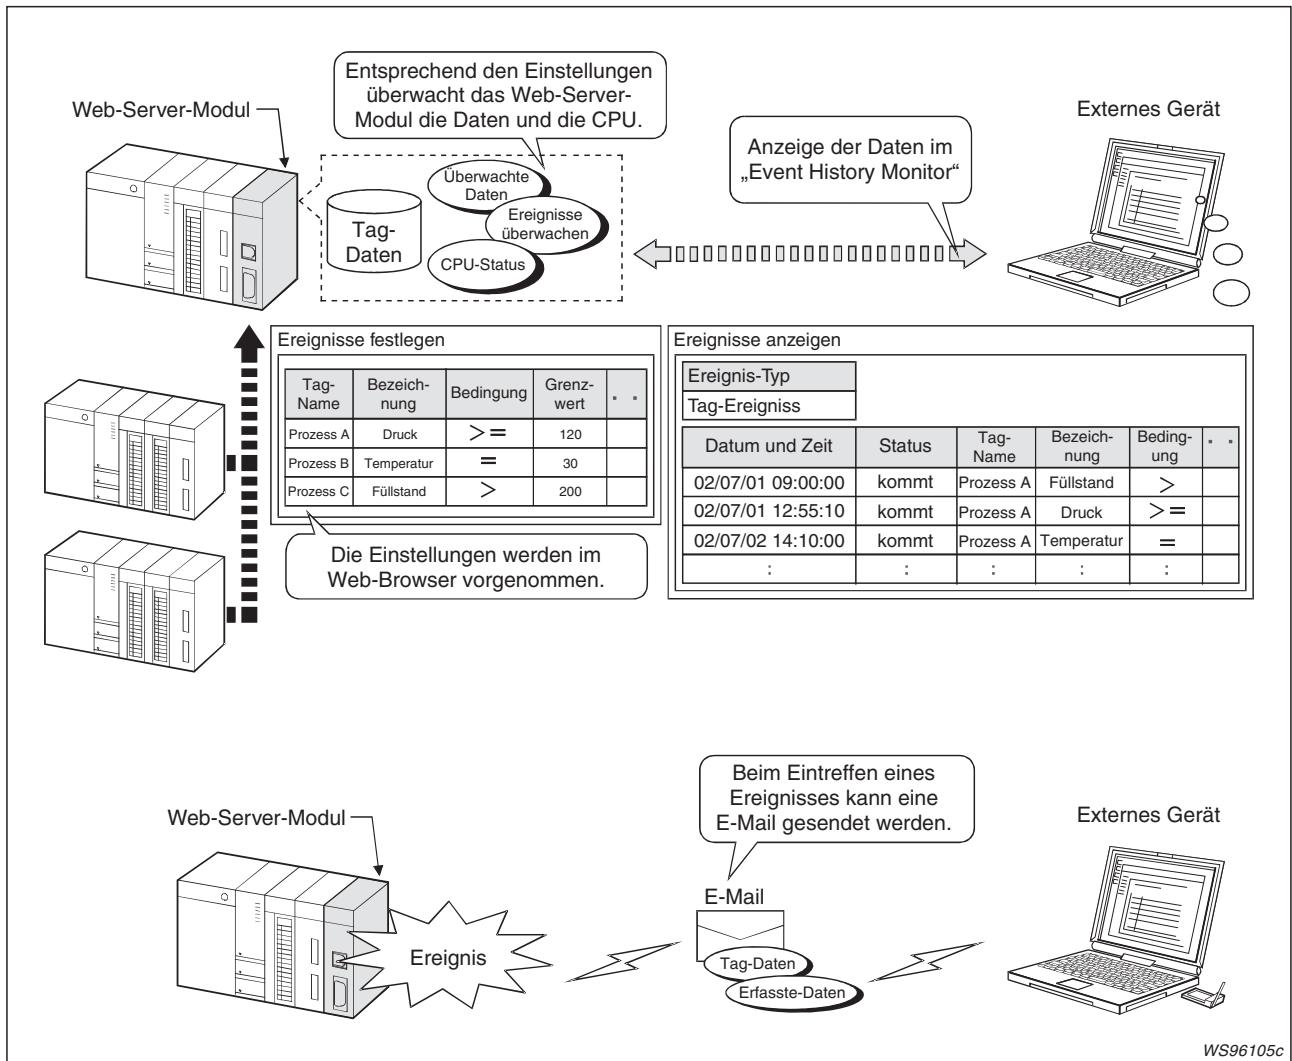 Entsprechend den Einstellungen
überwacht das Web-Server-
Modul die Daten und die CPU.
Web-Server-Modul
Externes Gerät
Anzeige der Daten im
„Event History Monitor“
Überwachte
Daten
Ereignisse
überwachen
Tag-
Daten
CPU-Status
Ereignisse festlegen
Tag-
Name
Bezeich-
nung
Bedingung
Grenz-
wert
. .
Prozess A Druck >= 120
Prozess B Temperatur = 30
Prozess C Füllstand > 200
Die Einstellungen werden im
Web-Browser vorgenommen.
Ereignisse anzeigen
Ereignis-Typ
Tag-Ereigniss
Datum und Zeit
Status
Tag-
Name
Bezeich-
nung
Beding-
ung
. .
02/07/01 09:00:00 kommt Prozess A Füllstand >
02/07/01 12:55:10 kommt Prozess A Druck >=
02/07/02 14:10:00 kommt Prozess A Temperatur =
: : : : :
Beim Eintreffen eines
Ereignisses kann eine
E-Mail gesendet werden.
Web-Server-Modul
Externes Gerät
E-Mail
Ereignis
Tag-Daten
Erfasste-Daten
WS96105c